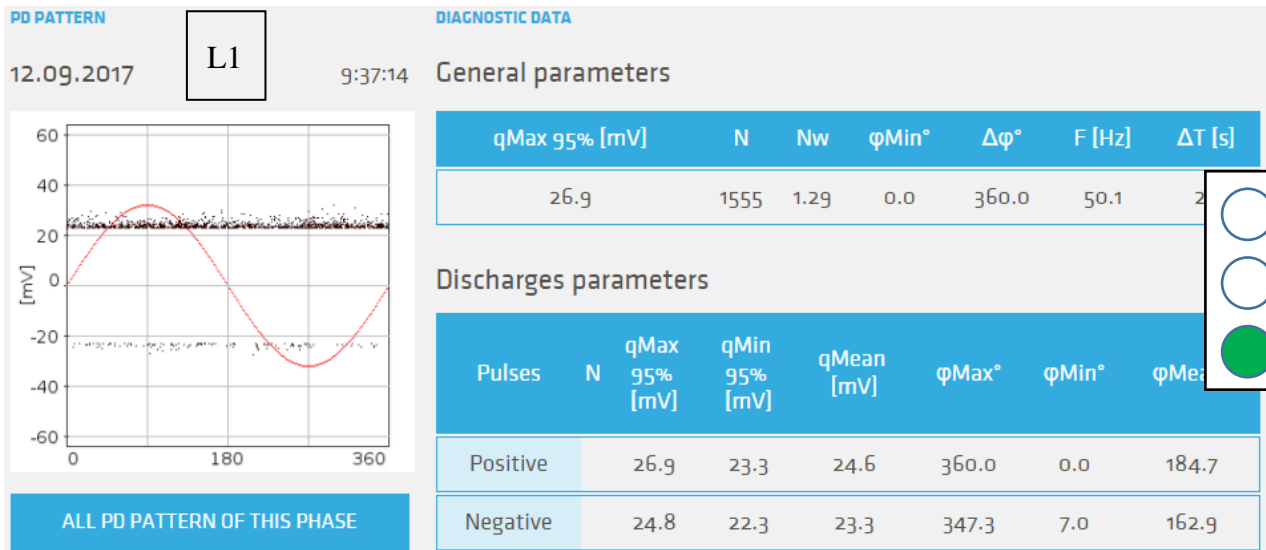 PD PATTERN
12.09.2017
L1
9:37:14
60
40
20
0
-20
-40
-60
[mV]
0 180 360
ALL PD PATTERN OF THIS PHASE
DIAGNOSTIC DATA
General parameters
qMax 95% [mV] N Nw φMin° Δφ° F [Hz] ΔT [s]
26.9 1555 1.29 0.0 360.0 50.1
Discharges parameters
Pulses N qMax 95% [mV] qMin 95% [mV] qMean [mV] φMax° φMin°
Positive 26.9 23.3 24.6 360.0 0.0 184.7
Negative 24.8 22.3 23.3 347.3 7.0 162.9